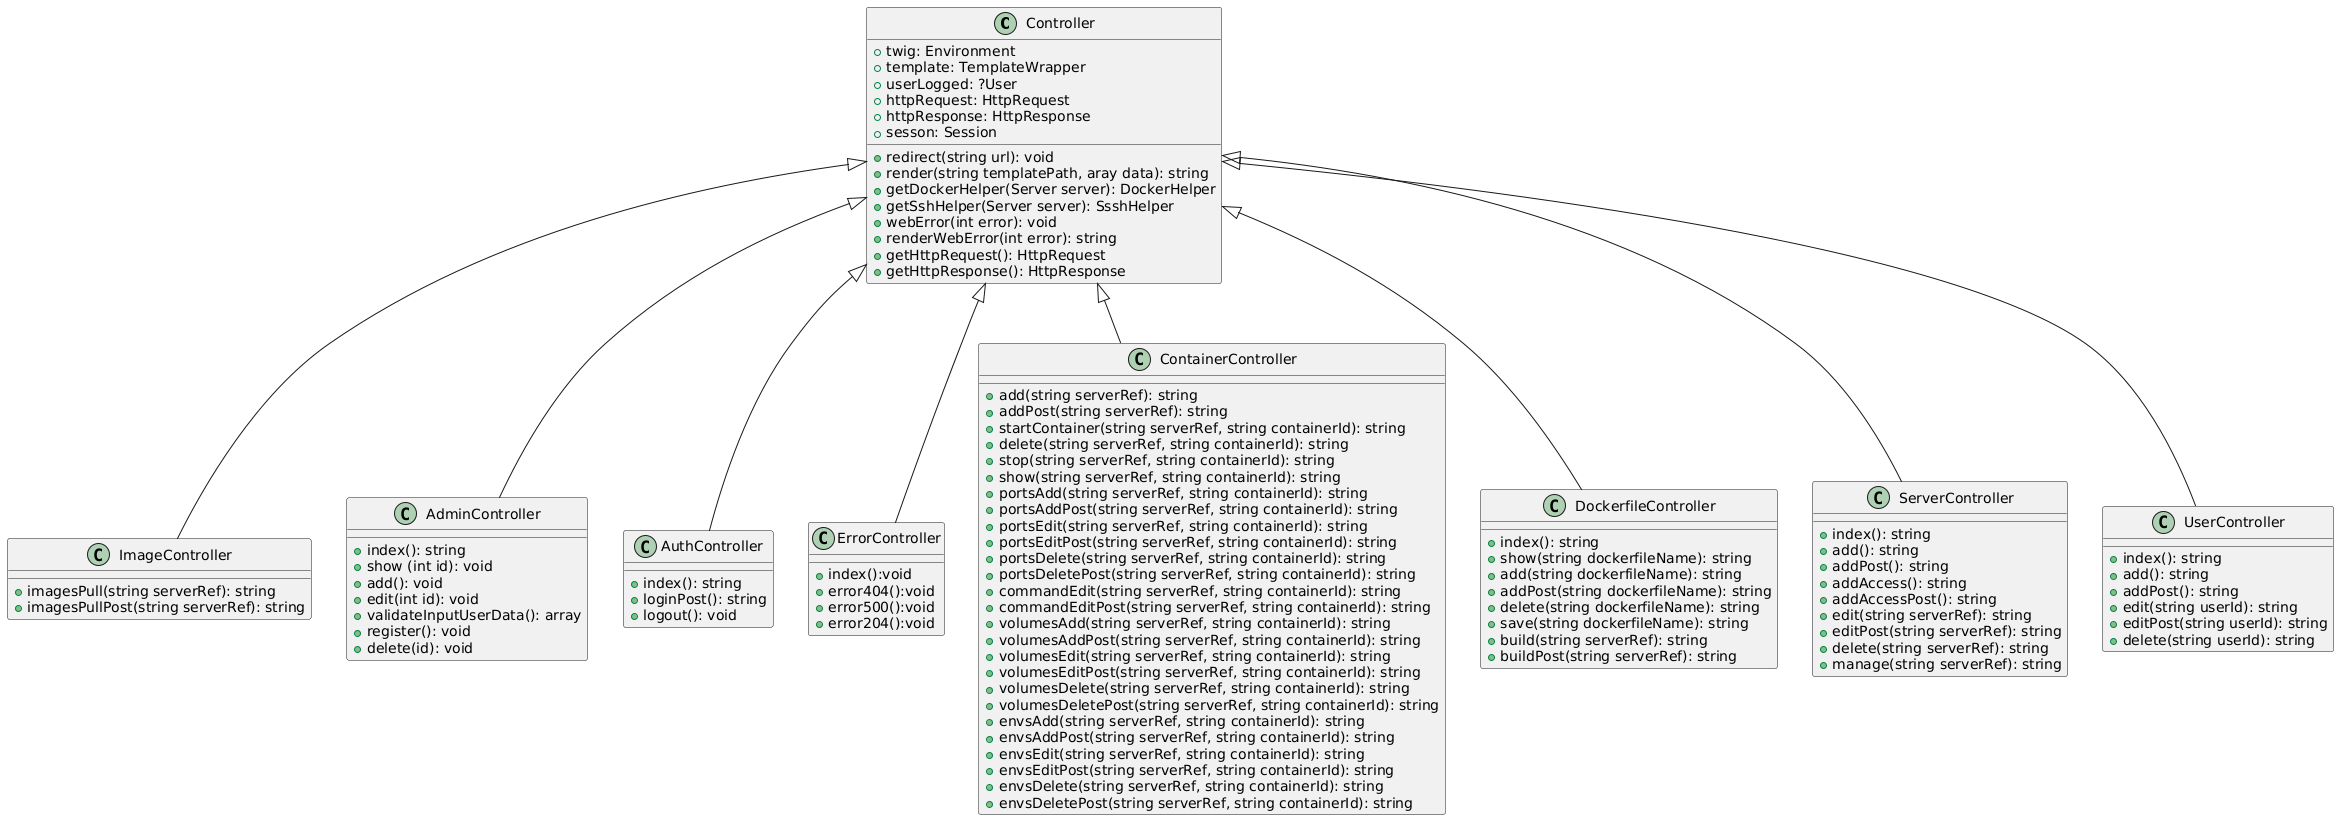 C Controller
twig: Environment
template: TemplateWrapper
userLogged: ?User
httpRequest: HttpRequest
httpResponse: HttpResponse
sesson: Session
redirect(string url): void
render(string templatePath, aray data): string
getDockerHelper(Server server): DockerHelper
getSshHelper(Server server): SsshHelper
webError(int error): void
renderWebError(int error): string
getHttpRequest(): HttpRequest
getHttpResponse(): HttpResponse
C ImageController
imagesPull(string serverRef): string
imagesPullPost(string serverRef): string
C AdminController
index(): string
show (int id): void
add(): void
edit(int id): void
validateInputUserData(): array
register(): void
delete(id): void
C AuthController
index(): string
loginPost(): string
logout(): void
C ErrorController
index():void
error404():void
error500():void
error204():void
C ContainerController
add(string serverRef): string
addPost(string serverRef): string
startContainer(string serverRef, string containerId): string
delete(string serverRef, string containerId): string
stop(string serverRef, string containerId): string
show(string serverRef, string containerId): string
portsAdd(string serverRef, string containerId): string
portsAddPost(string serverRef, string containerId): string
portsEdit(string serverRef, string containerId): string
portsEditPost(string serverRef, string containerId): string
portsDelete(string serverRef, string containerId): string
portsDeletePost(string serverRef, string containerId): string
commandEdit(string serverRef, string containerId): string
commandEditPost(string serverRef, string containerId): string
volumesAdd(string serverRef, string containerId): string
volumesAddPost(string serverRef, string containerId): string
volumesEdit(string serverRef, string containerId): string
volumesEditPost(string serverRef, string containerId): string
volumesDelete(string serverRef, string containerId): string
volumesDeletePost(string serverRef, string containerId): string
envsAdd(string serverRef, string containerId): string
envsAddPost(string serverRef, string containerId): string
envsEdit(string serverRef, string containerId): string
envsEditPost(string serverRef, string containerId): string
envsDelete(string serverRef, string containerId): string
envsDeletePost(string serverRef, string containerId): string
C DockerfileController
index(): string
show(string dockerfileName): string
add(string dockerfileName): string
addPost(string dockerfileName): string
delete(string dockerfileName): string
save(string dockerfileName): string
build(string serverRef): string
buildPost(string serverRef): string
C ServerController
index(): string
add(): string
addPost(): string
addAccess(): string
addAccessPost(): string
edit(string serverRef): string
editPost(string serverRef): string
delete(string serverRef): string
manage(string serverRef): string
C UserController
index(): string
add(): string
addPost(): string
edit(string userId): string
editPost(string userId): string
delete(string userId): string